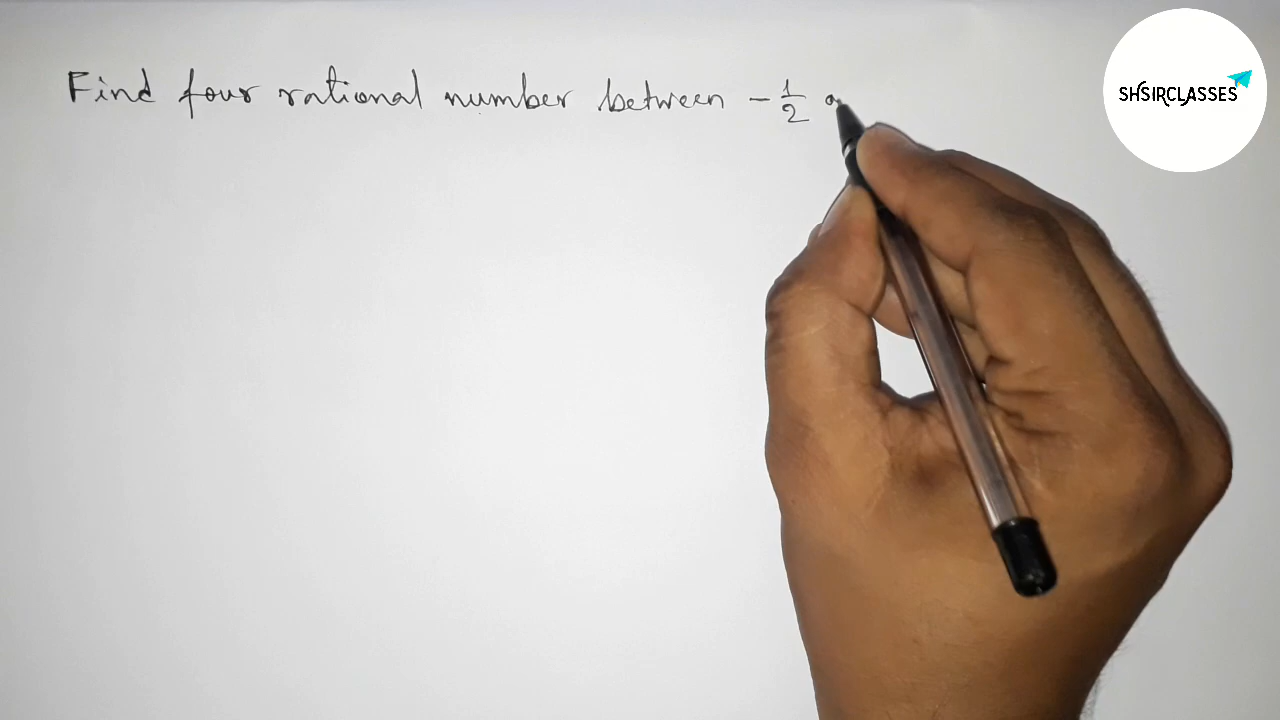 Find four rational number between - 1/2 a
SHSIRCLASSES